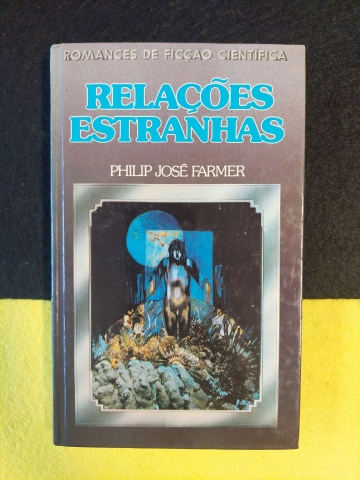 ROMANCES DE FICÇÃO CIENTÍFICA
RELAÇÕES
ESTRANHAS
PHILIP JOSÉ FARMER